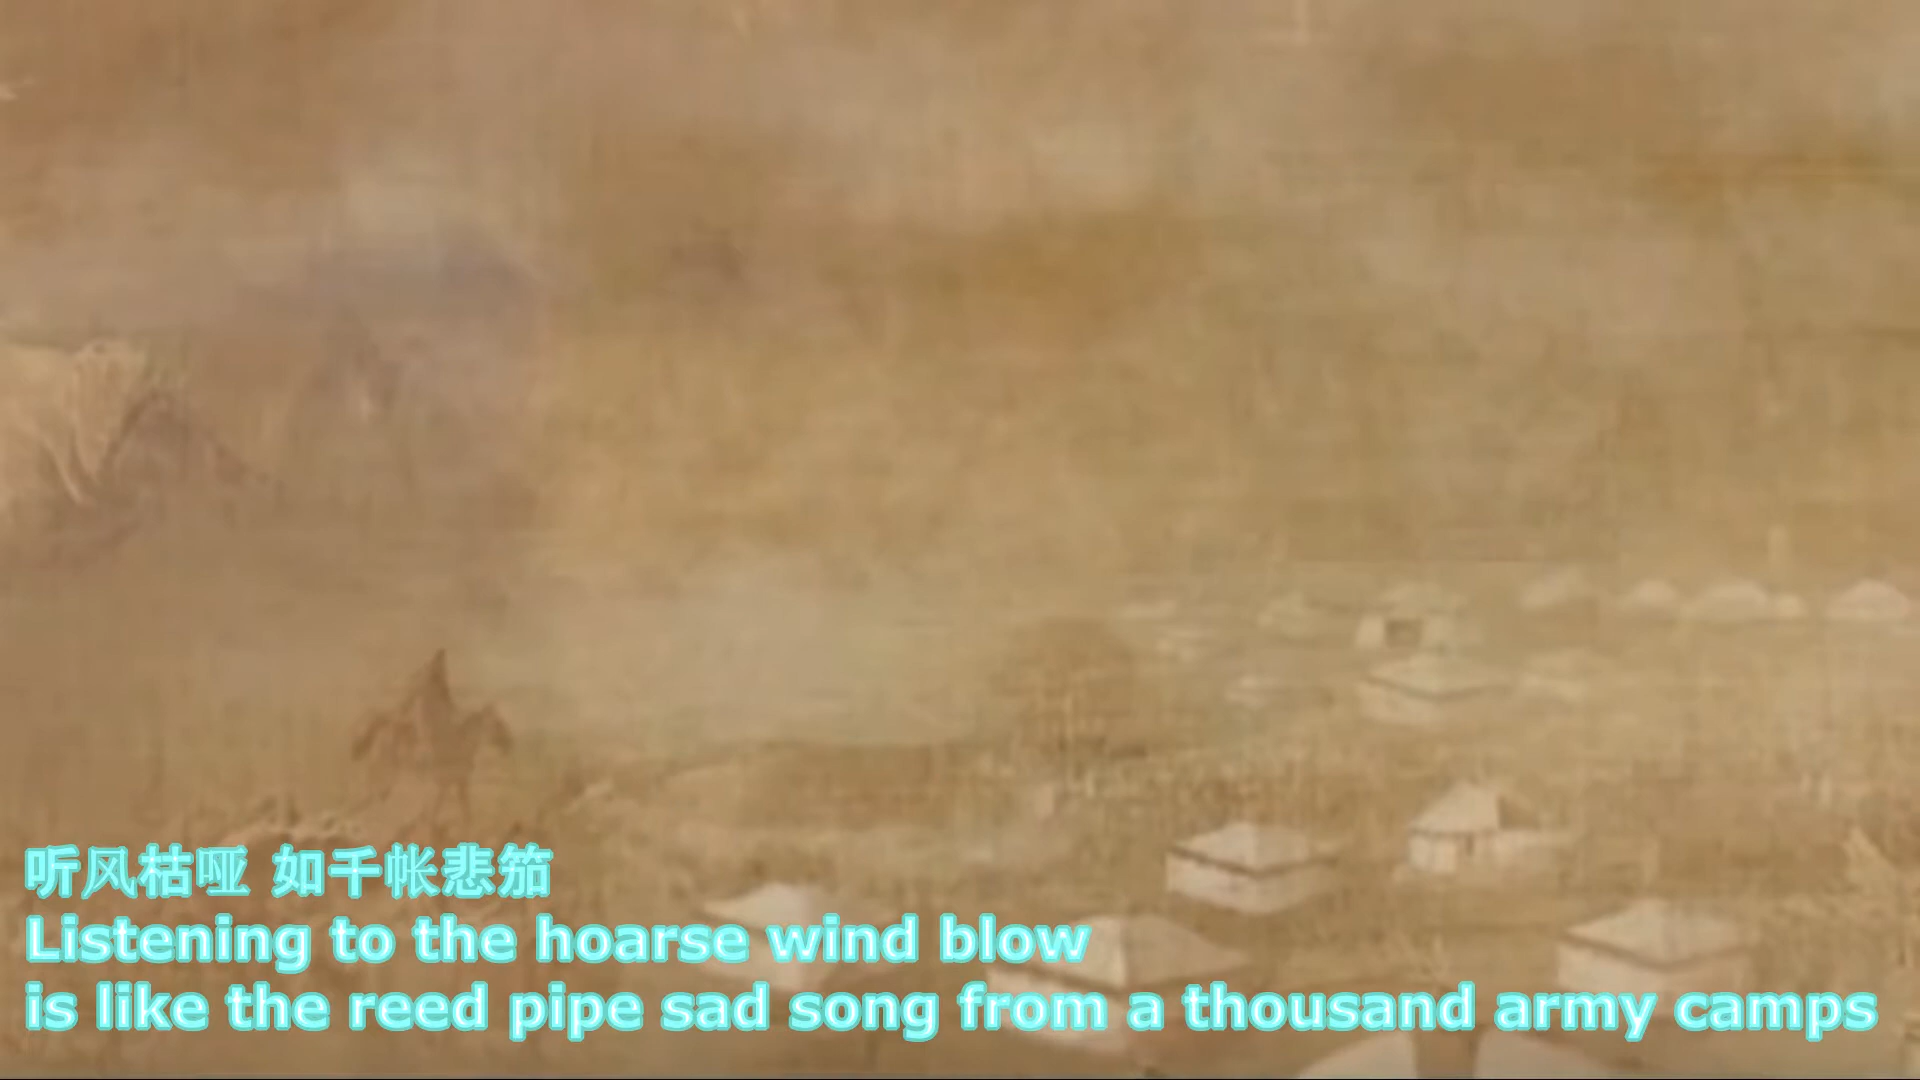 听风枯哑 如千帐悲笳
Listening to the hoarse wind blow
is like the reed pipe sad song from a thousand army camps